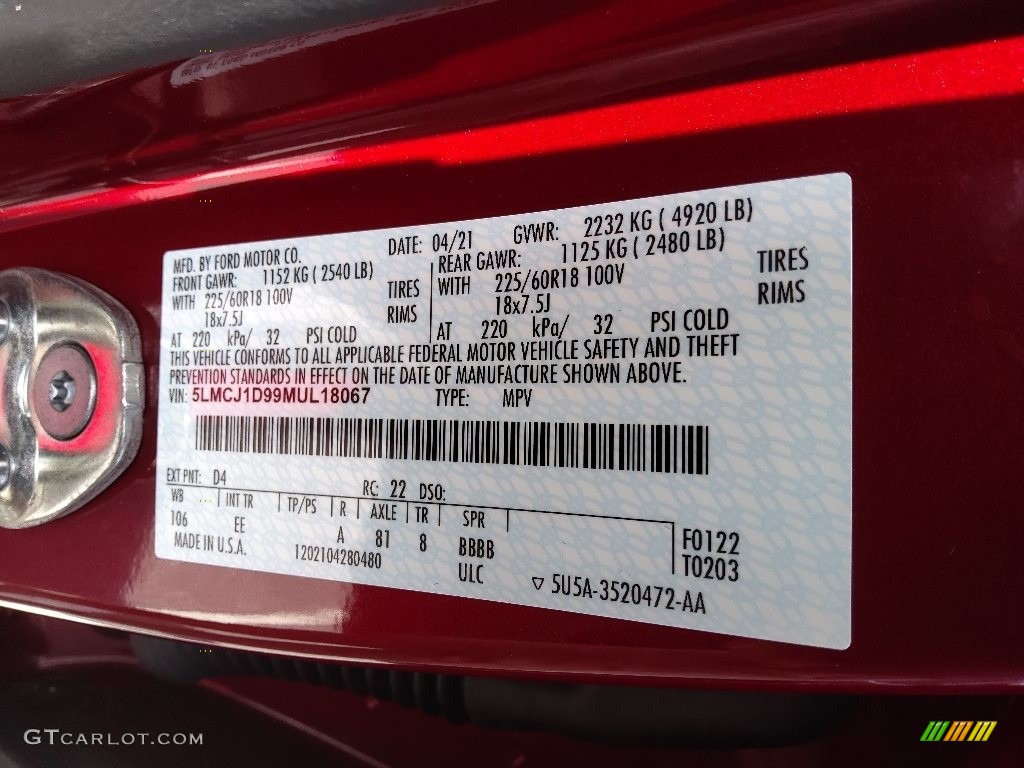 MFD. BY FORD MOTOR CO. DATE: 04/21 GVWR: 2232 KG ( 4920 LB)
FRONT GAWR: 1152 KG ( 2540 LB) REAR GAWR: 1125 KG ( 2480 LB)
WITH 225/60R18 100V TIRES WITH 225/60R18 100V TIRES
18x7.5J RIMS 18x7.5J RIMS
AT 220 kPa/ 32 PSI COLD AT 220 kPa/ 32 PSI COLD
THIS VEHICLE CONFORMS TO ALL APPLICABLE FEDERAL MOTOR VEHICLE SAFETY AND THEFT
PREVENTION STANDARDS IN EFFECT ON THE DATE OF MANUFACTURE SHOWN ABOVE.
VIN: 5LMCJ1D99MUL18067 TYPE: MPV
EXT PNT: D4 RC: 22 DSO:
WB INT TR TP/PS R AXLE TR SPR
106 EE A 81 8 BBBB F0122
MADE IN U.S.A. 1202104280480 ULC T0203
▽ 5U5A-3520472-AA
GTCARLOT.COM